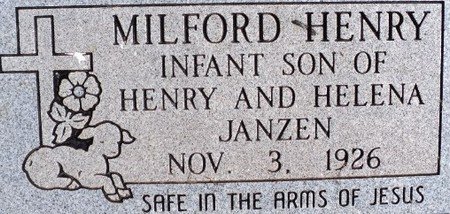 MILFORD HENRY
INFANT SON OF
HENRY AND HELENA
JANZEN
NOV. 3, 1926
SAFE IN THE ARMS OF JESUS